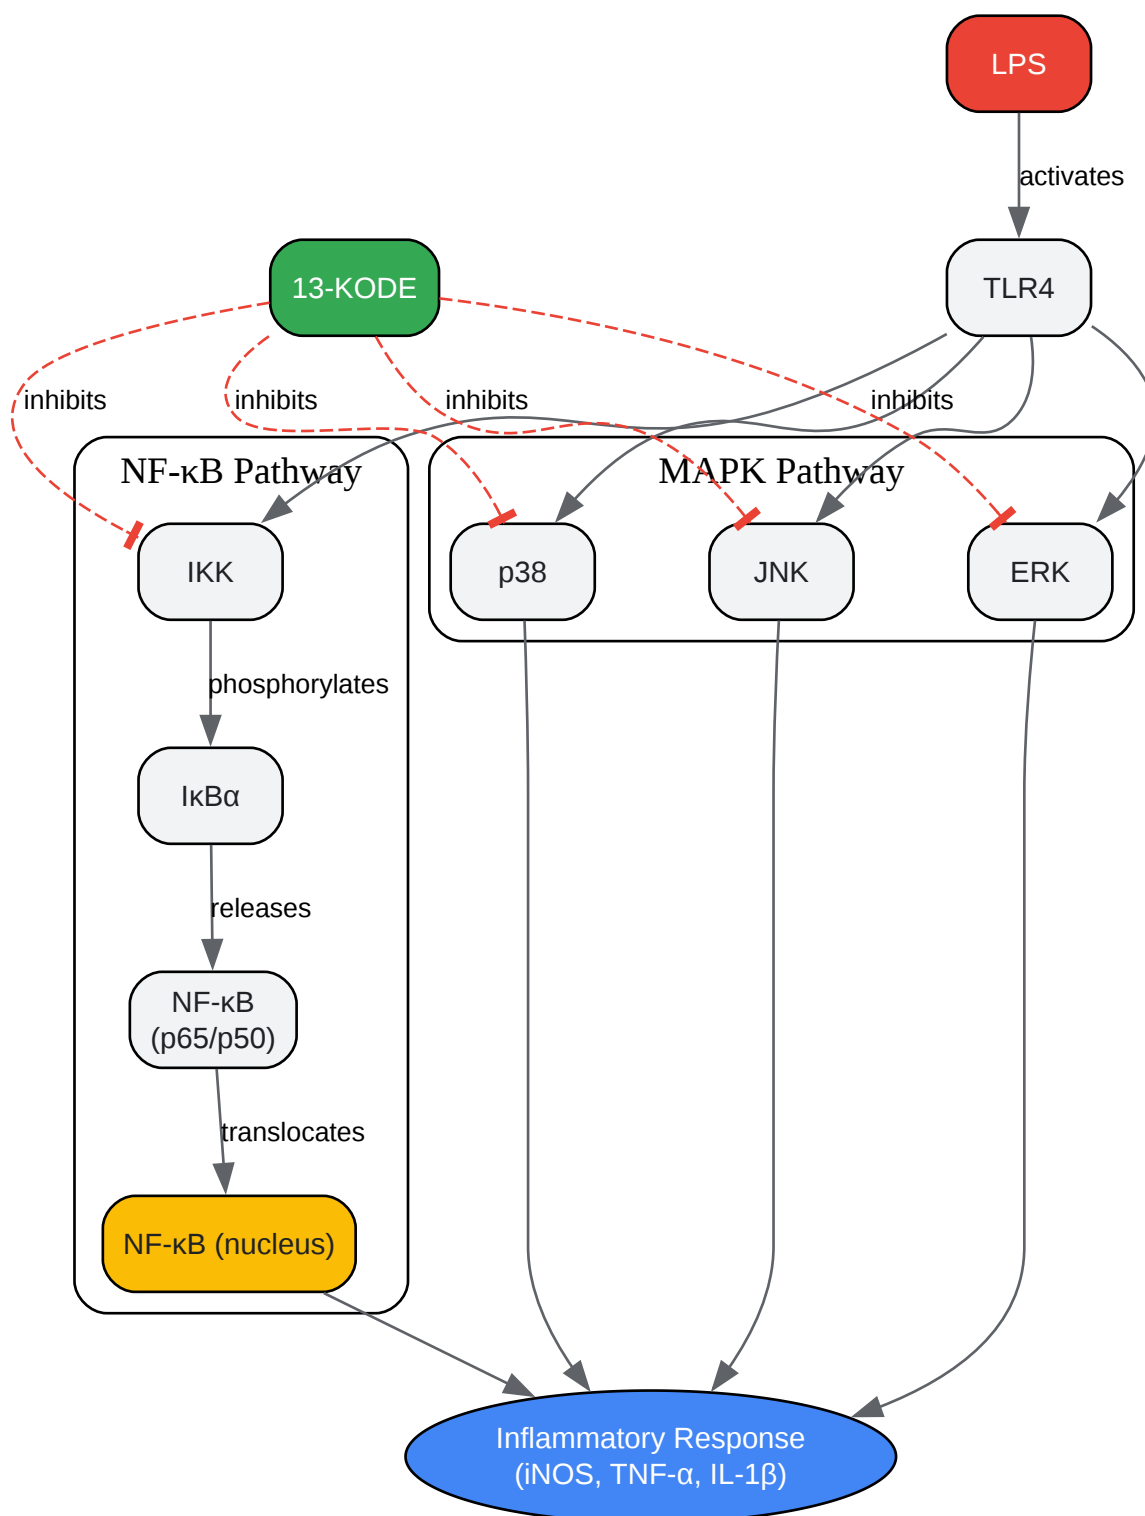 LPS
activates
13-KODE
TLR4
inhibits
inhibits
inhibits
inhibits
NF-κB Pathway
MAPK Pathway
IKK
p38
JNK
ERK
phosphorylates
IκBα
releases
NF-κB
(p65/p50)
translocates
NF-κB (nucleus)
Inflammatory Response
(iNOS, TNF-α, IL-1β)